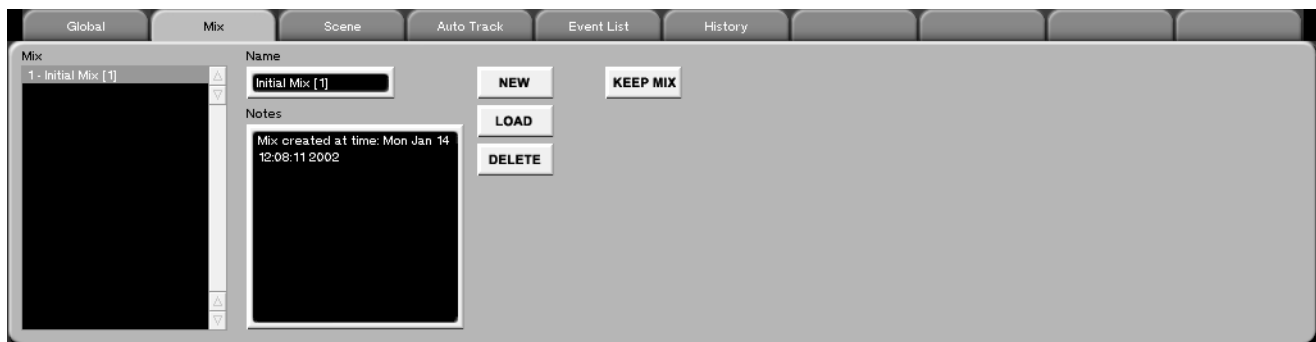 Global Mix Scene Auto Track Event List History
Mix
1 - Initial Mix [1]
Name
Initial Mix [1]
Notes
Mix created at time: Mon Jan 14
12:08:11 2002
NEW
LOAD
DELETE
KEEP MIX